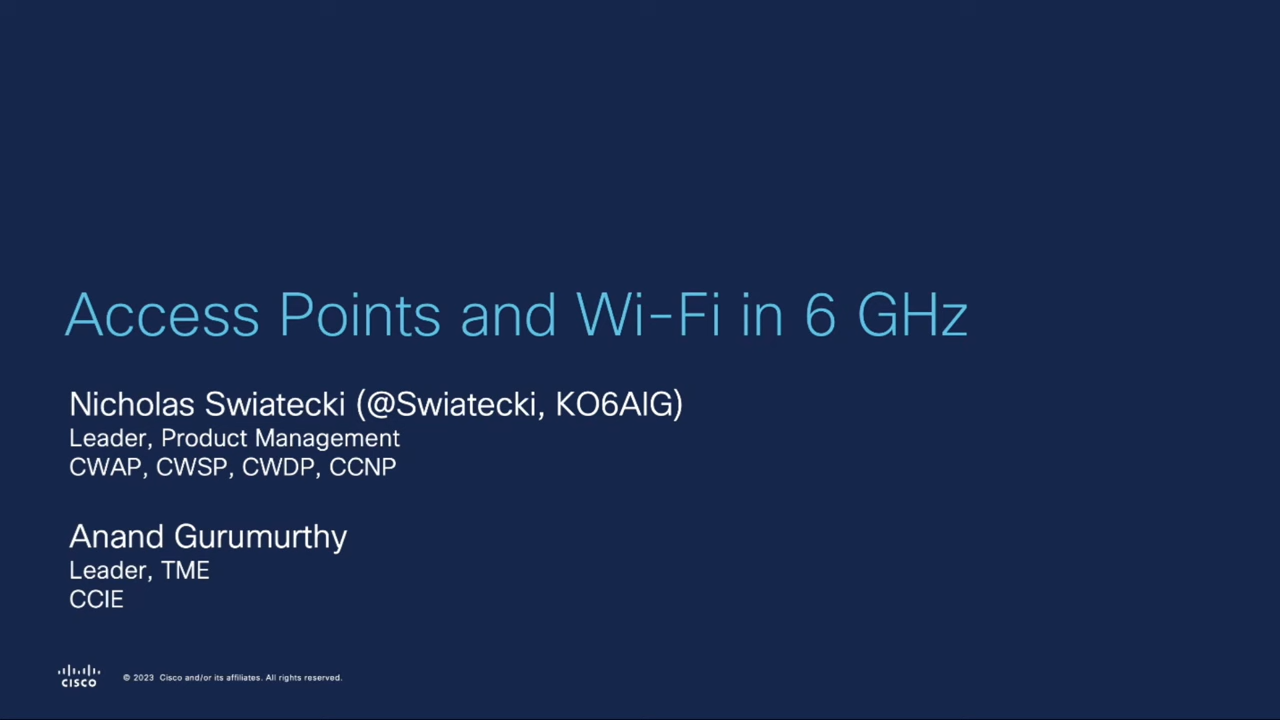 Access Points and Wi-Fi in 6 GHz
Nicholas Swiatecki (@Swiatecki, KO6AIG)
Leader, Product Management
CWAP, CWSP, CWDP, CCNP
Anand Gurumurthy
Leader, TME
CCIE
CISCO
© 2023 Cisco and/or its affiliates. All rights reserved.